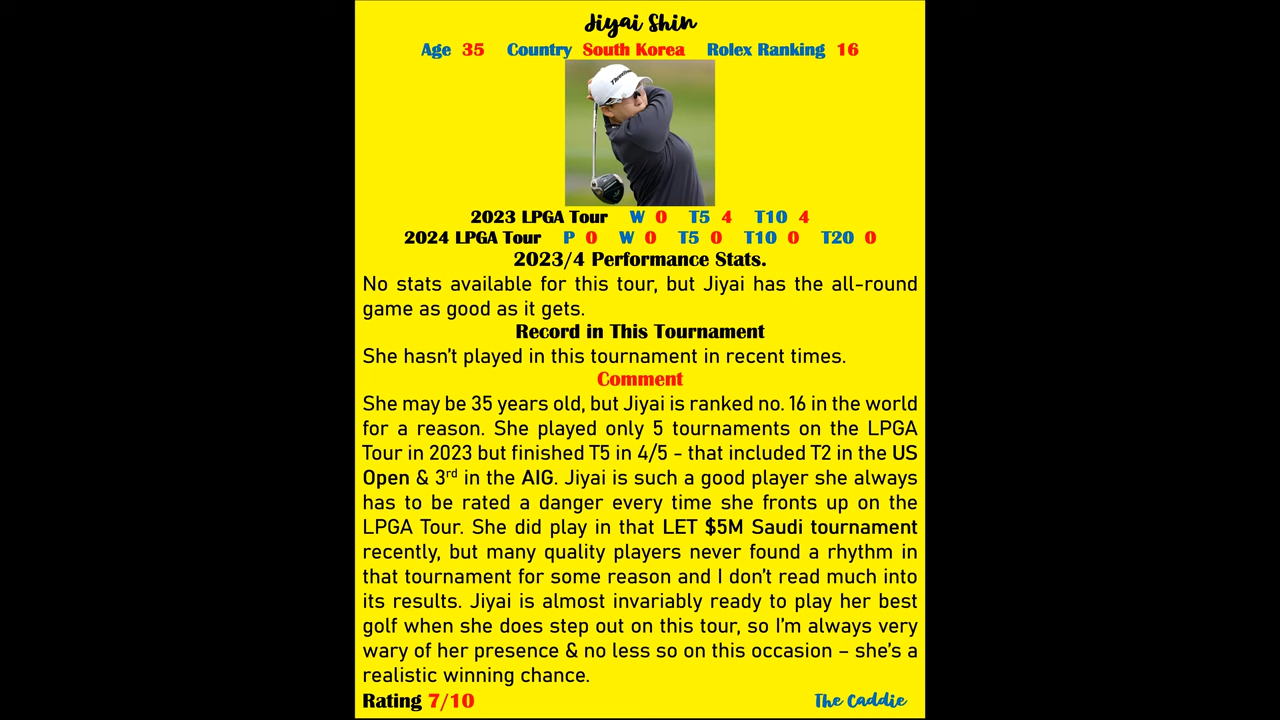 Jiyai Shin
Age 35 Country South Korea Rolex Ranking 16
2023 LPGA Tour W 0 T5 4 T10 4
2024 LPGA Tour P 0 W 0 T5 0 T10 0 T20 0
2023/4 Performance Stats.
No stats available for this tour, but Jiyai has the all-round
game as good as it gets.
Record in This Tournament
She hasn't played in this tournament in recent times.
Comment
She may be 35 years old, but Jiyai is ranked no. 16 in the world
for a reason. She played only 5 tournaments on the LPGA
Tour in 2023 but finished T5 in 4/5 - that included T2 in the US
Open & 3rd in the AIG. Jiyai is such a good player she always
has to be rated a danger every time she fronts up on the
LPGA Tour. She did play in that LET $5M Saudi tournament
recently, but many quality players never found a rhythm in
that tournament for some reason and I don't read much into
its results. Jiyai is almost invariably ready to play her best
golf when she does step out on this tour, so I'm always very
wary of her presence & no less so on this occasion – she's a
realistic winning chance.
Rating 7/10 The Caddie